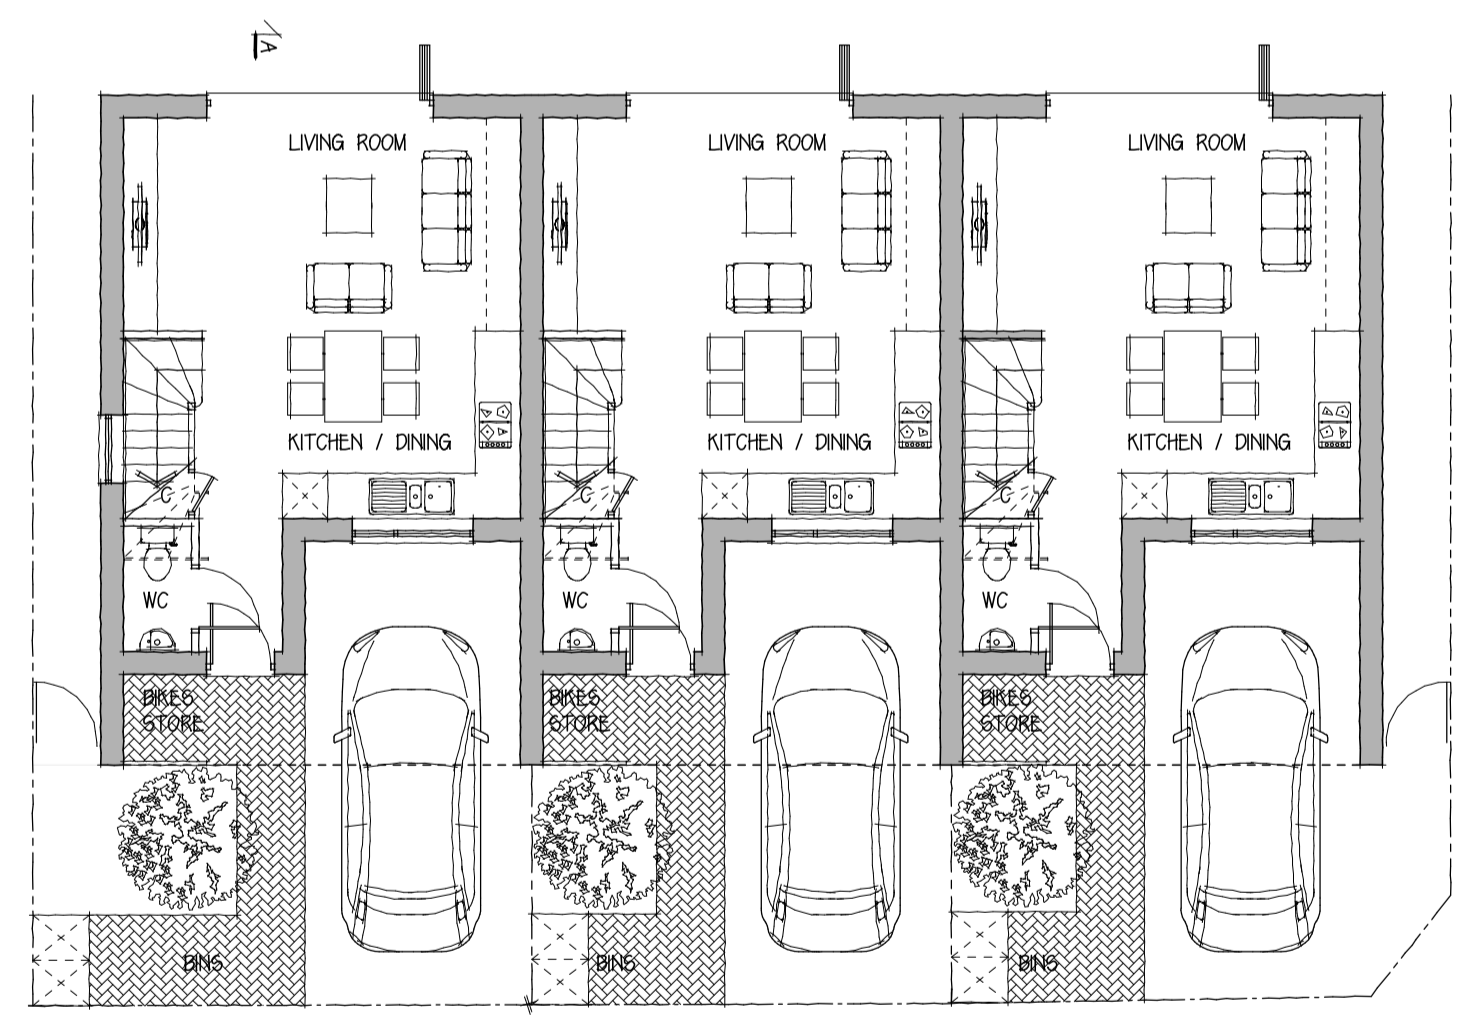 A
LIVING ROOM
LIVING ROOM
LIVING ROOM
KITCHEN / DINING
KITCHEN / DINING
KITCHEN / DINING
C
C
C
WC
WC
WC
BIKES
STORE
BIKES
STORE
BIKES
STORE
BINS
BINS
BINS